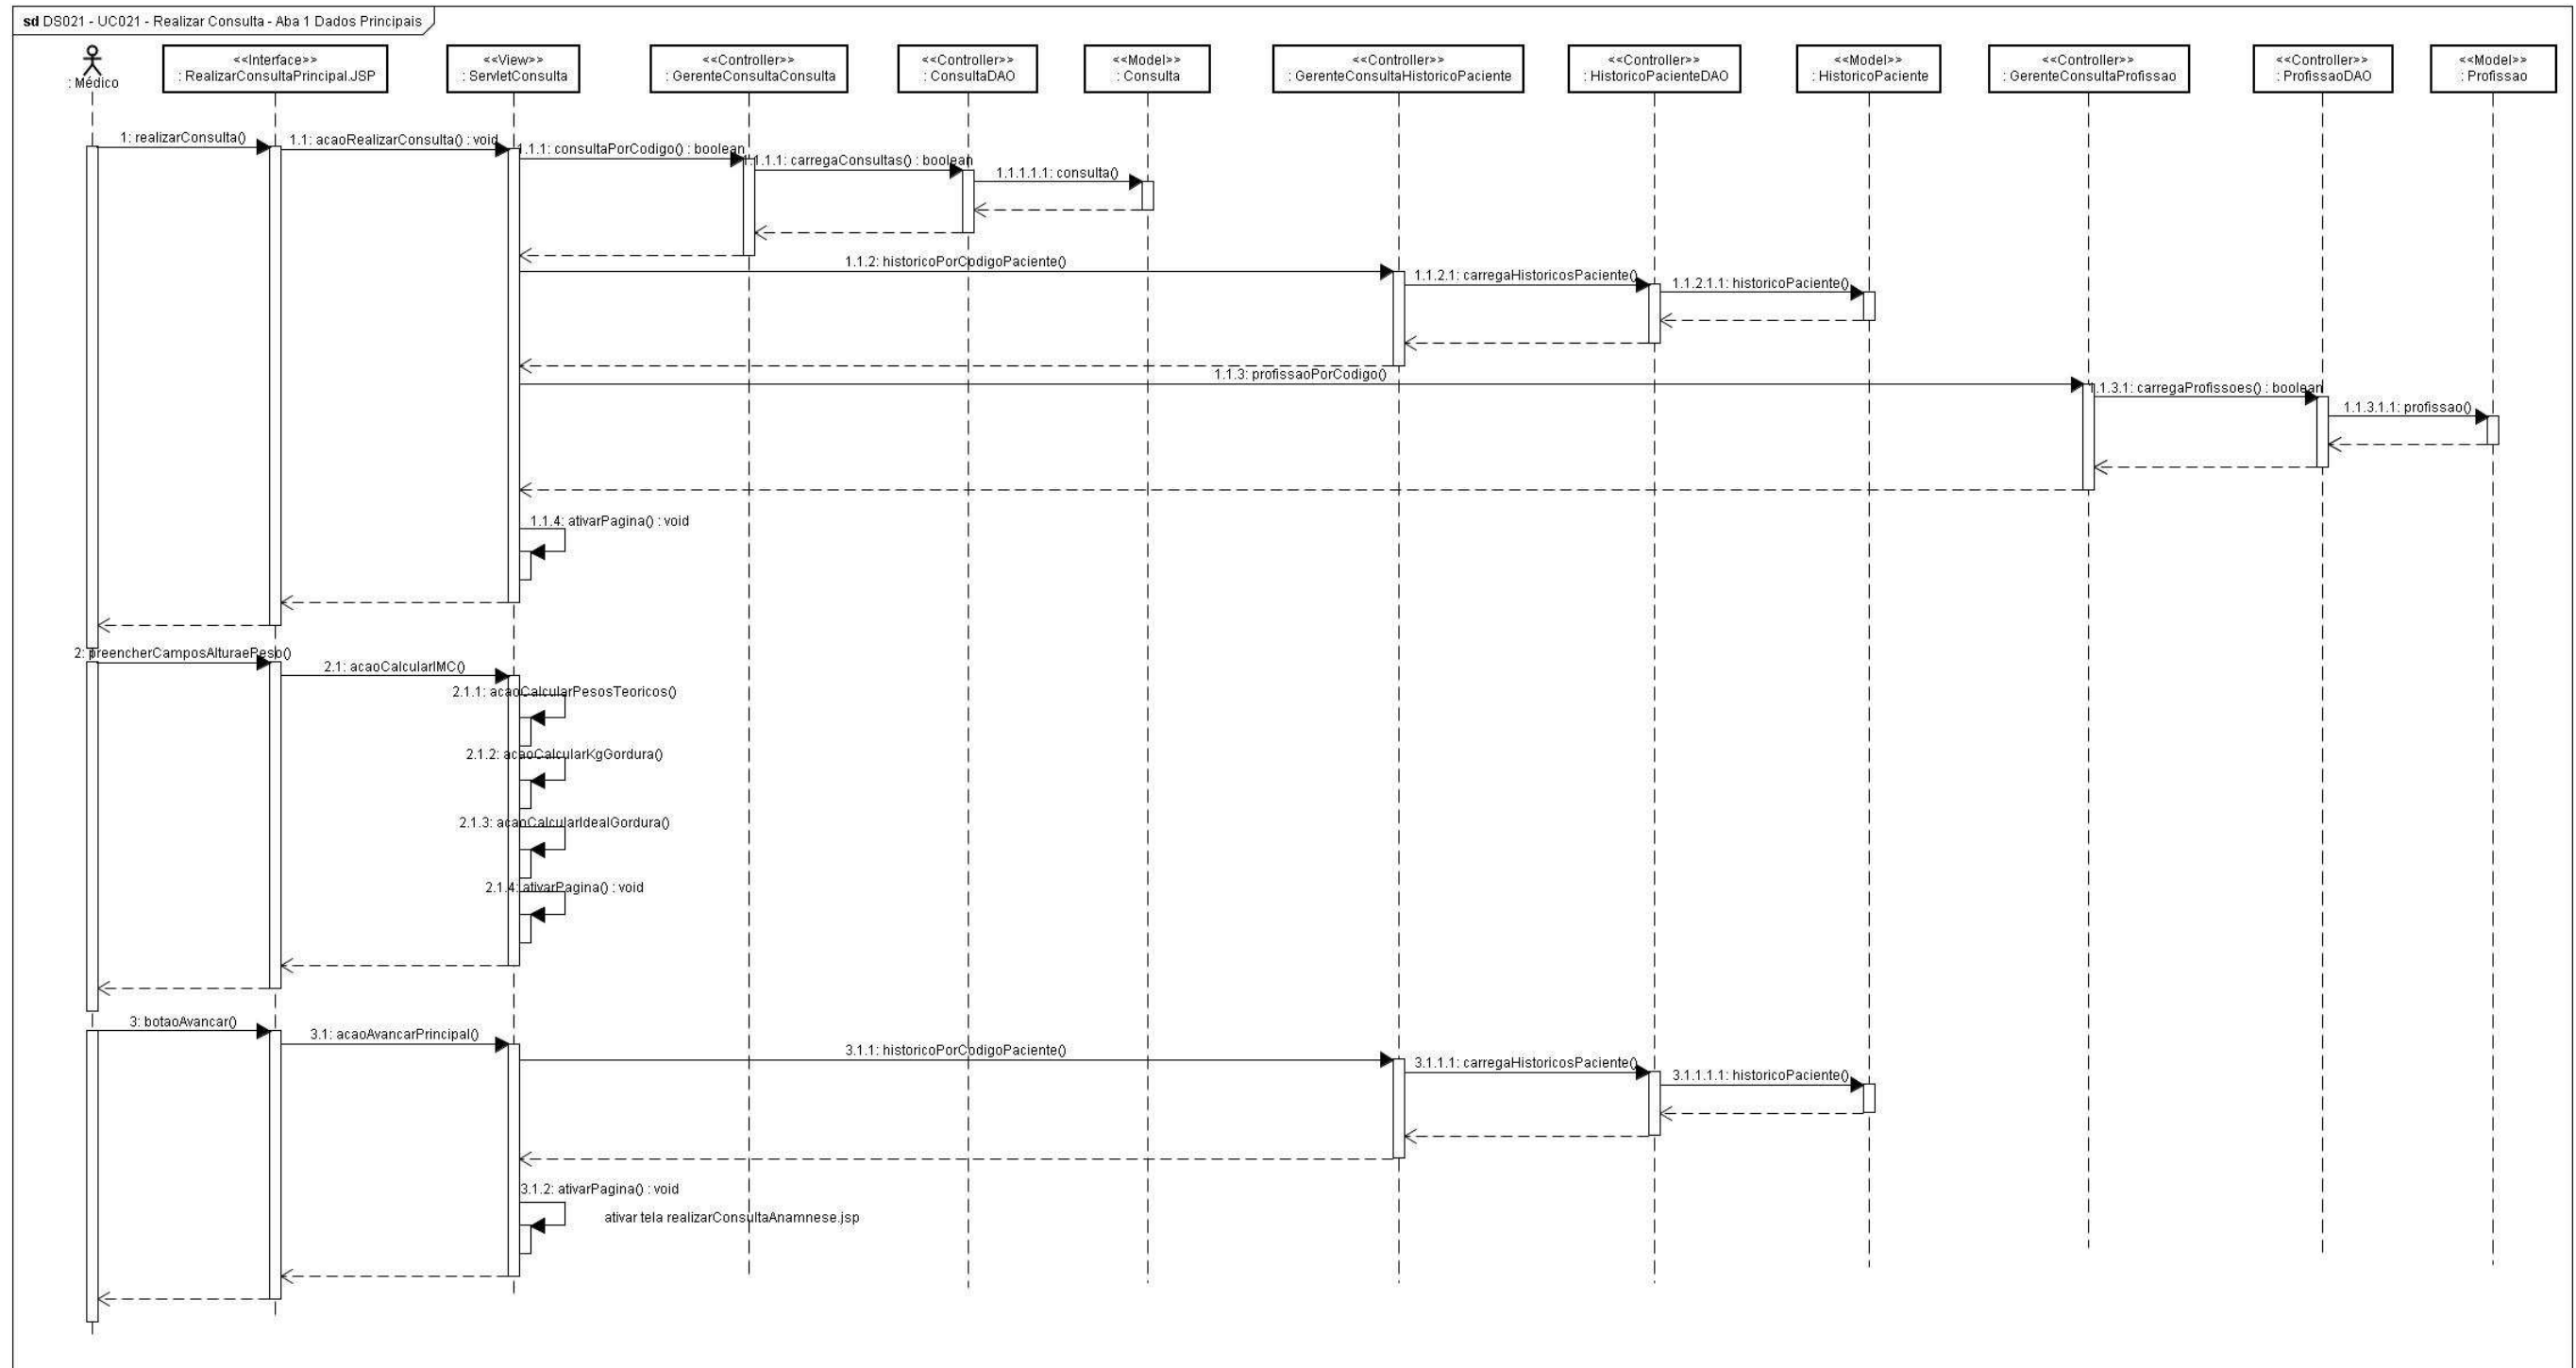 sd DS021 - UC021 - Realizar Consulta - Aba 1 Dados Principais
: Médico
<<Interface>>
: RealizarConsultaPrincipal.JSP
<<View>>
: ServletConsulta
<<Controller>>
: GerenteConsultaConsulta
<<Controller>>
: ConsultaDAO
<<Model>>
: Consulta
<<Controller>>
: GerenteConsultaHistoricoPaciente
<<Controller>>
: HistoricoPacienteDAO
<<Model>>
: HistoricoPaciente
<<Controller>>
: GerenteConsultaProfissao
<<Controller>>
: ProfissaoDAO
<<Model>>
: Profissao
1: realizarConsulta()
1.1: acaoRealizarConsulta() : void
1.1.1: consultaPorCodigo() : boolean
1.1.1.1: carregaConsultas() : boolean
1.1.1.1.1: consulta()
1.1.2: historicoPorCodigoPaciente()
1.1.2.1: carregaHistoricosPaciente()
1.1.2.1.1: historicoPaciente()
1.1.3: profissaoPorCodigo()
1.1.3.1: carregaProfissoes() : boolean
1.1.3.1.1: profissao()
1.1.4: ativarPagina() : void
2: preencherCamposAlturaePeso()
2.1: acaoCalcularIMC()
2.1.1: acaoCalcularPesosTeoricos()
2.1.2: acaoCalcularKgGordura()
2.1.3: acaoCalcularIdealGordura()
2.1.4: ativarPagina() : void
3: botaoAvancar()
3.1: acaoAvancarPrincipal()
3.1.1: historicoPorCodigoPaciente()
3.1.1.1: carregaHistoricosPaciente()
3.1.1.1.1: historicoPaciente()
3.1.2: ativarPagina() : void
ativar tela realizarConsultaAnamnese.jsp